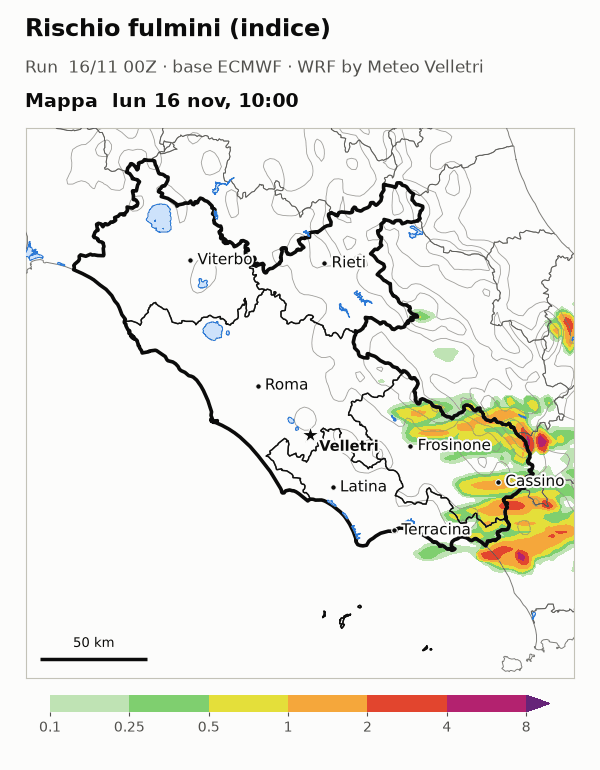 Rischio fulmini (indice)
Run  16/11 00Z · base ECMWF · WRF by Meteo Velletri
Mappa  lun 16 nov, 10:00
Viterbo
Rieti
Roma
Velletri
Frosinone
Cassino
Latina
Terracina
50 km
0.1 0.25 0.5 1 2 4 8